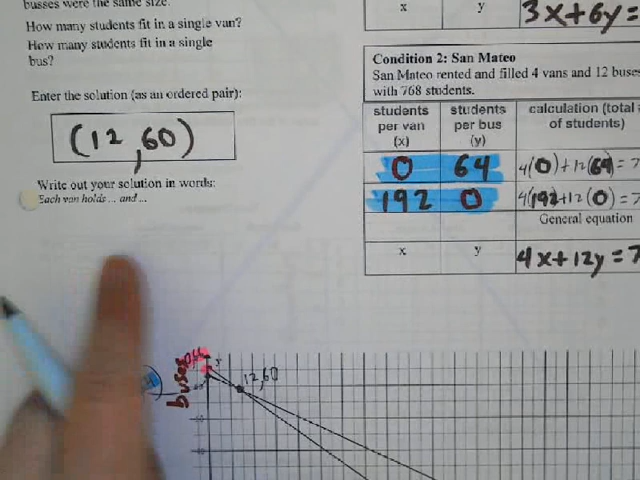 busses were the same size.
How many students fit in a single van?
How many students fit in a single
bus?
Enter the solution (as an ordered pair):
(12,60)
Write out your solution in words:
Each van holds ... and ...
x y 3x+6y=
Condition 2: San Mateo
San Mateo rented and filled 4 vans and 12 buses
with 768 students.
students per van (x)
students per bus (y)
calculation (total
of students)
0 64 4(0)+12(64)=7
192 0 4(192)+12(0)=7
General equation
x y 4x+12y=7
buses
y
12,60